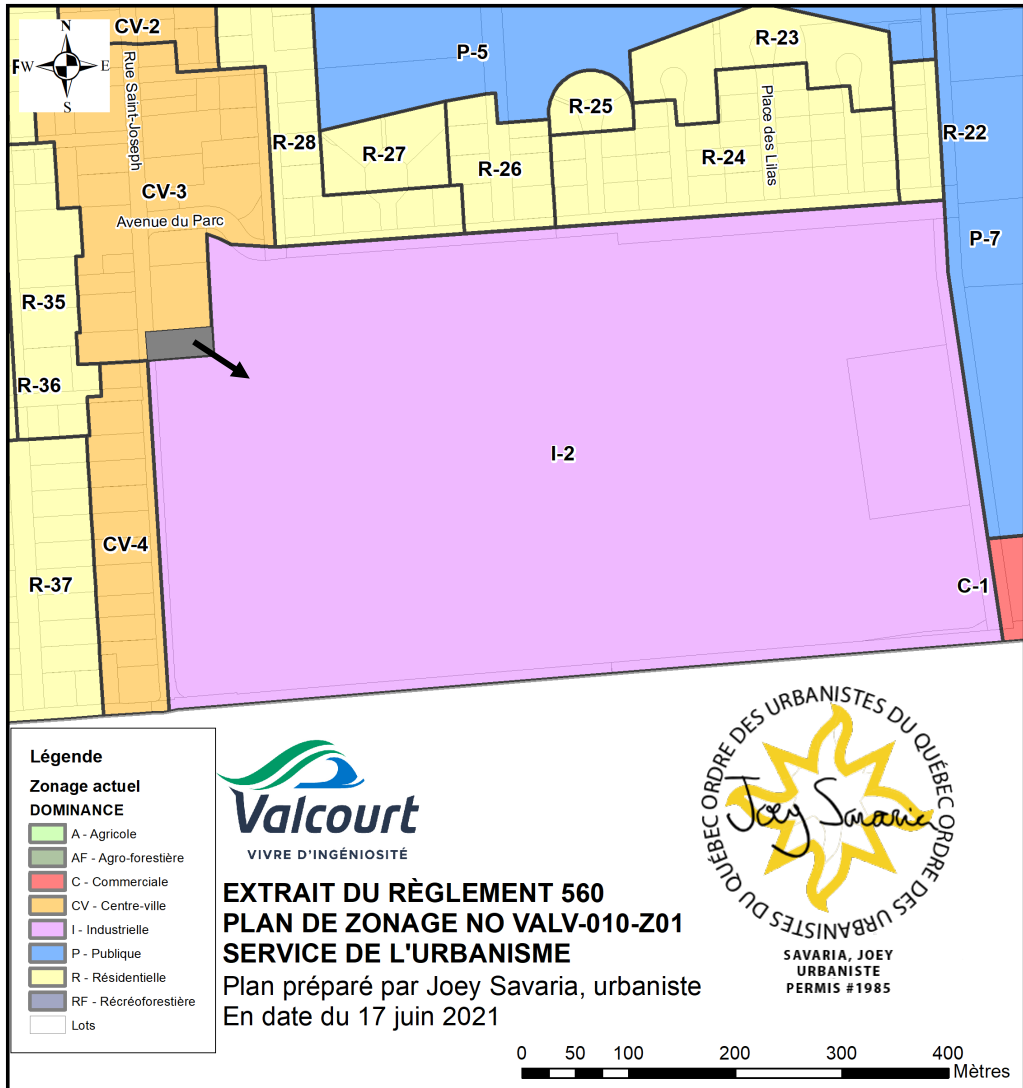 N
W
E
S
CV-2
Rue Saint-Joseph
P-5
R-23
R-25
R-28
R-27
R-26
R-24
Place des Lilas
R-22
CV-3
Avenue du Parc
P-7
R-35
R-36
I-2
CV-4
R-37
C-1
Légende
Zonage actuel
DOMINANCE
A - Agricole
AF - Agro-forestière
C - Commerciale
CV - Centre-ville
I - Industrielle
P - Publique
R - Résidentielle
RF - Récréoforestière
Lots
Valcourt
VIVRE D'INGÉNIOSITÉ
EXTRAIT DU RÈGLEMENT 560
PLAN DE ZONAGE NO VALV-010-Z01
SERVICE DE L'URBANISME
Plan préparé par Joey Savaria, urbaniste
En date du 17 juin 2021
ORDRE DES URBANISTES DU QUÉBEC
ORDRE DES URBANISTES DU QUÉBEC
Joey Savaria
SAVARIA, JOEY
URBANISTE
PERMIS #1985
0 50 100 200 300 400
Mètres